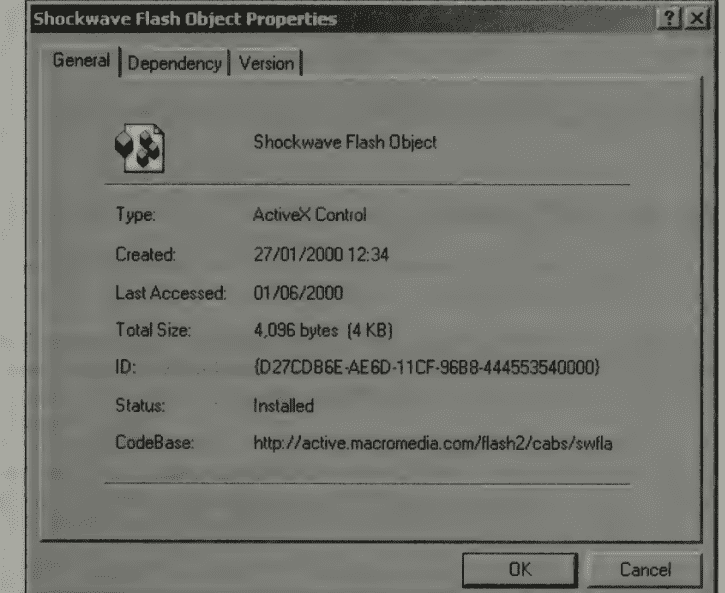 Shockwave Flash Object Properties
General Dependency Version
Shockwave Flash Object
Type: ActiveX Control
Created: 27/01/2000 12:34
Last Accessed: 01/06/2000
Total Size: 4,096 bytes (4 KB)
ID: {D27CDB6E-AE6D-11CF-96B8-444553540000}
Status: Installed
CodeBase: http://active.macromedia.com/flash2/cabs/swfla
OK Cancel